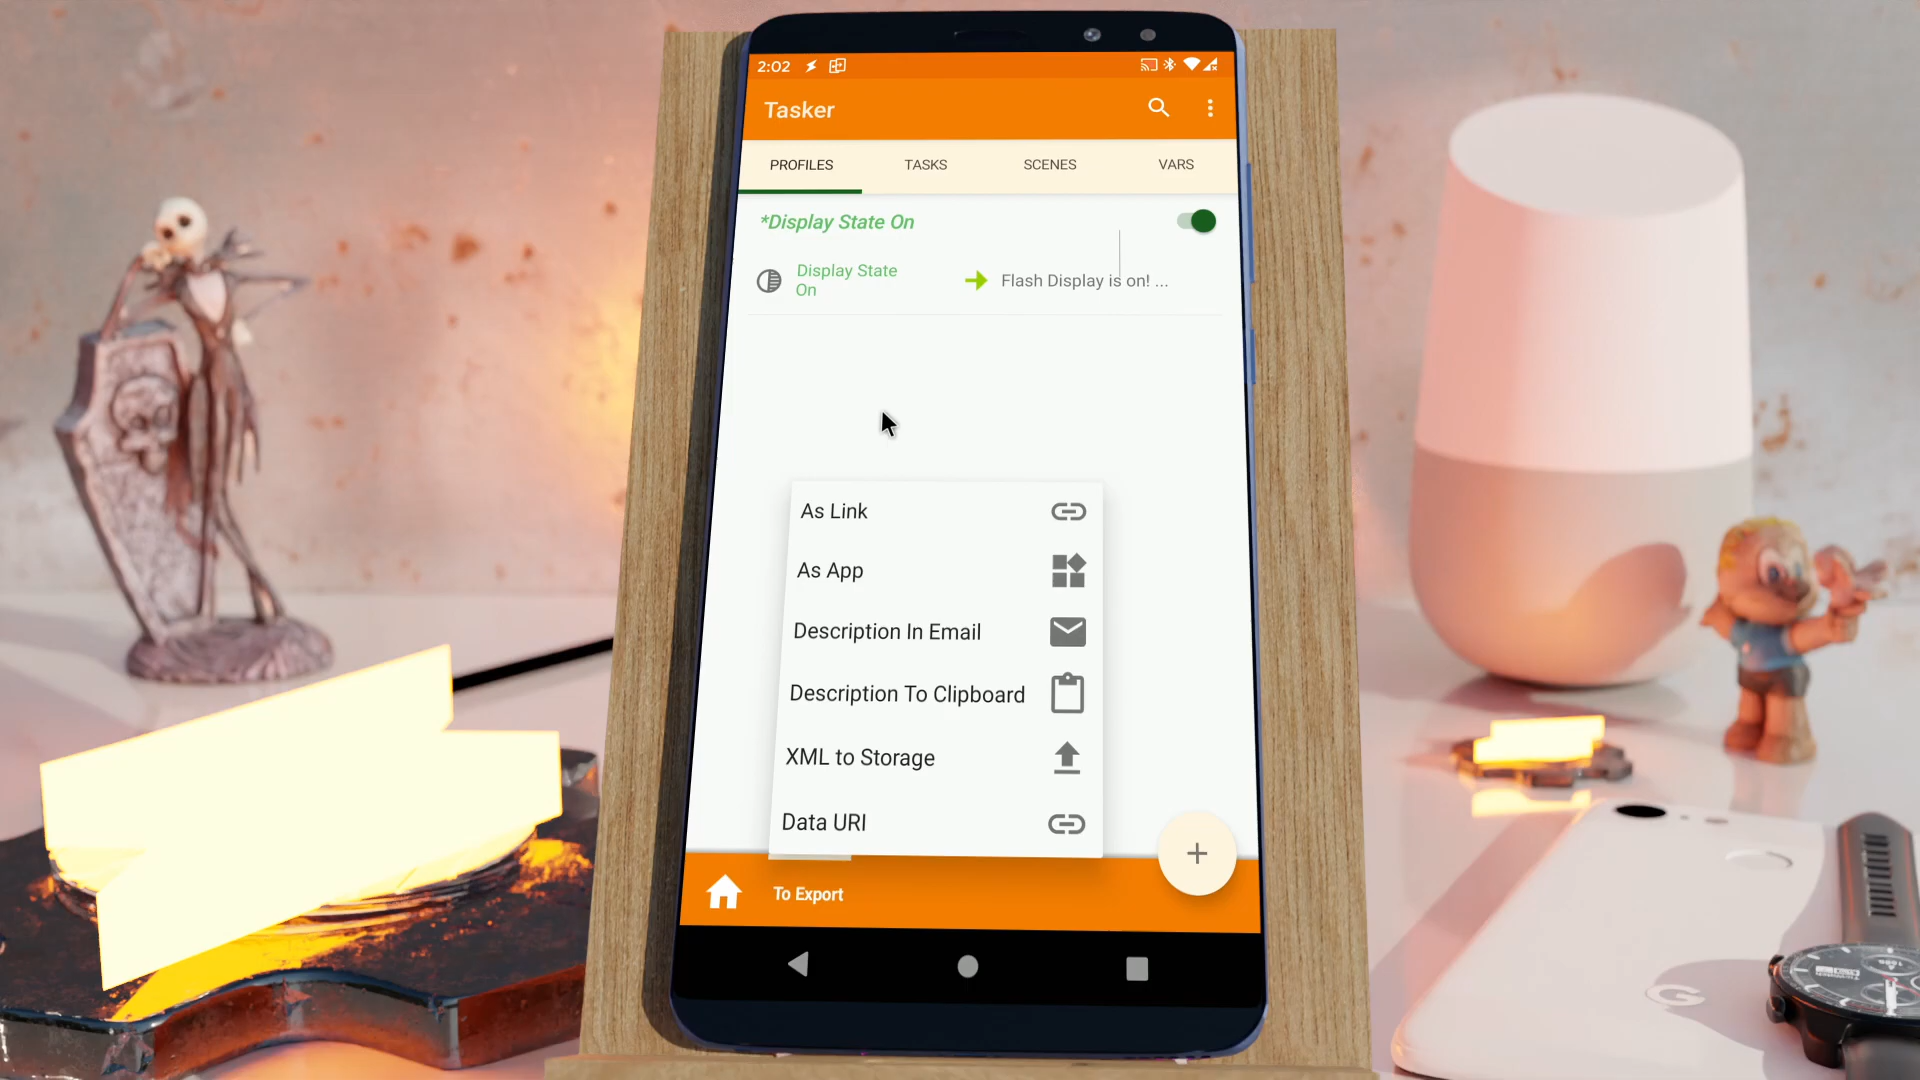 2:02
Tasker
PROFILES TASKS SCENES VARS
*Display State On
Display State
On
Flash Display is on! ...
As Link
As App
Description In Email
Description To Clipboard
XML to Storage
Data URI
To Export
G